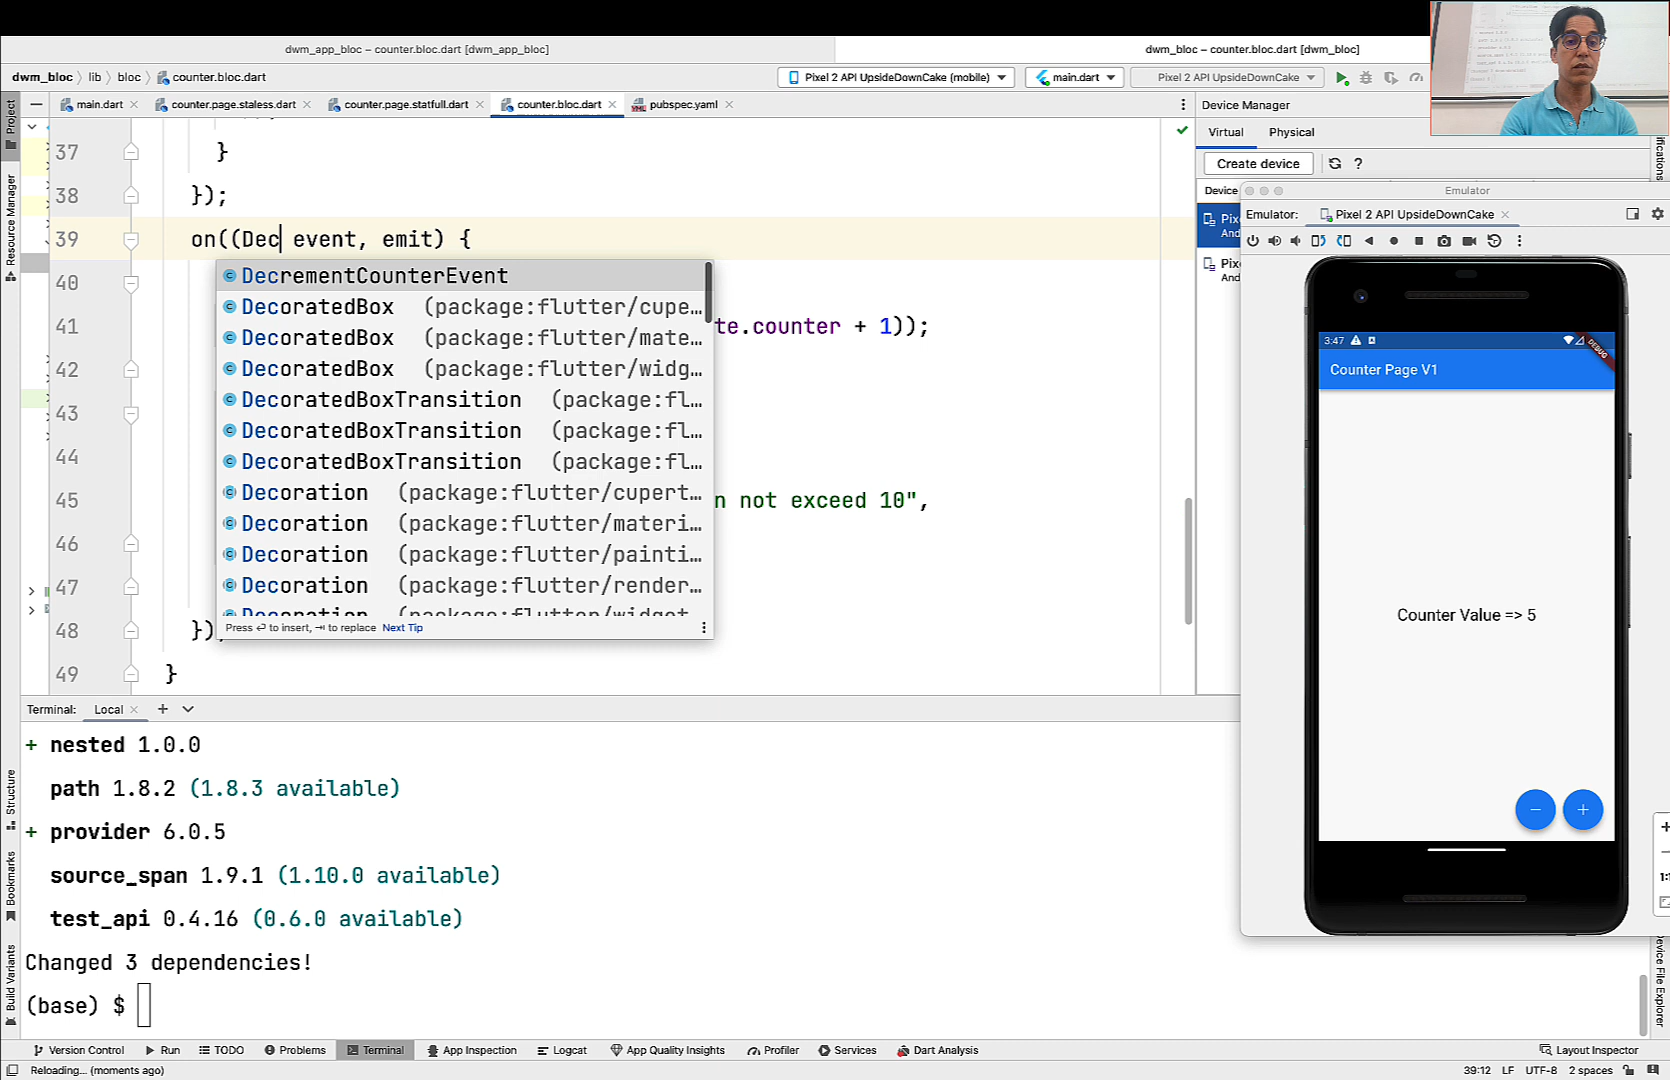 dwm_app_bloc – counter.bloc.dart [dwm_app_bloc]
dwm_bloc – counter.bloc.dart [dwm_bloc]
dwm_bloc
lib
bloc
counter.bloc.dart
Pixel 2 API UpsideDownCake (mobile)
main.dart
Pixel 2 API UpsideDownCake
main.dart
counter.page.staless.dart
counter.page.statfull.dart
counter.bloc.dart
pubspec.yaml
Device Manager
Virtual
Physical
Create device
?
Device
Emulator
Emulator:
Pixel 2 API UpsideDownCake
Project
Resource Manager
Structure
Bookmarks
Build Variants
37
}
38
});
39
on((Dec event, emit) {
40
41
te.counter + 1));
42
43
44
45
n not exceed 10",
46
47
48
})
49
}
DecrementCounterEvent
DecoratedBox (package:flutter/cupe…
DecoratedBox (package:flutter/mate…
DecoratedBox (package:flutter/widg…
DecoratedBoxTransition (package:fl…
DecoratedBoxTransition (package:fl…
DecoratedBoxTransition (package:fl…
Decoration (package:flutter/cupert…
Decoration (package:flutter/materi…
Decoration (package:flutter/painti…
Decoration (package:flutter/render…
Decoration (package:flutter/widget
Press ⏎ to insert, ⇥ to replace Next Tip
3:47
DEBUG
Counter Page V1
Counter Value => 5
Terminal:
Local
+ nested 1.0.0
path 1.8.2 (1.8.3 available)
+ provider 6.0.5
source_span 1.9.1 (1.10.0 available)
test_api 0.4.16 (0.6.0 available)
Changed 3 dependencies!
(base) $
Version Control
Run
TODO
Problems
Terminal
App Inspection
Logcat
App Quality Insights
Profiler
Services
Dart Analysis
Layout Inspector
Reloading... (moments ago)
39:12 LF UTF-8 2 spaces